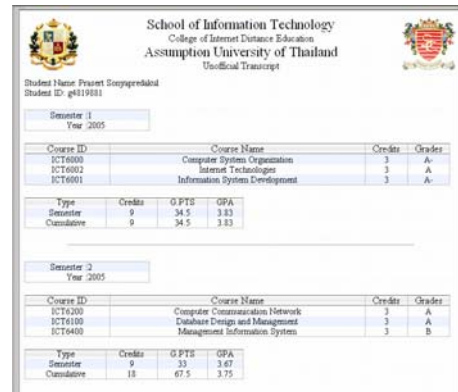 School of Information Technology
College of Internet Distance Education
Assumption University of Thailand
Unofficial Transcript
Student Name: Prasert
Student ID: g4819881
Semester :1
Year :2005
Course ID Course Name Credits Grades
ICT6000 Computer System Organization 3 A-
ICT6002 Internet Technologies 3 A
ICT6001 Information System Development 3 A-
Type Credits G.PTS GPA
Semester 9 34.5 3.83
Cumulative 9 34.5 3.83
Semester :2
Year :2005
Course ID Course Name Credits Grades
ICT6200 Computer Communication Network 3 A
ICT6100 Database Design and Management 3 A
ICT6400 Management Information System 3 B
Type Credits G.PTS GPA
Semester 9 33 3.67
Cumulative 18 67.5 3.75